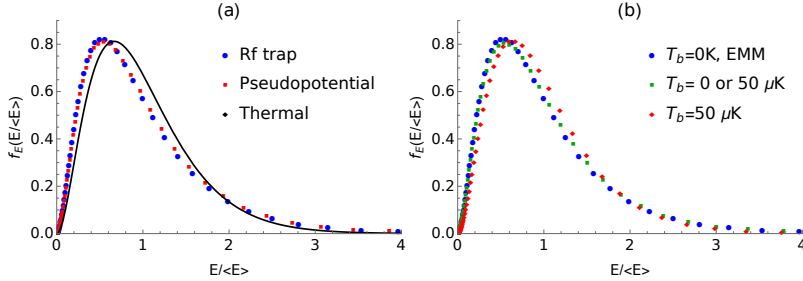 (a)
f_E(E/<E>)
0.8
0.6
0.4
0.2
0.0
0 1 2 3 4
E/<E>
Rf trap
Pseudopotential
Thermal
(b)
f_E(E/<E>)
0.8
0.6
0.4
0.2
0.0
0 1 2 3 4
E/<E>
T_b=0K, EMM
T_b= 0 or 50 μK
T_b=50 μK